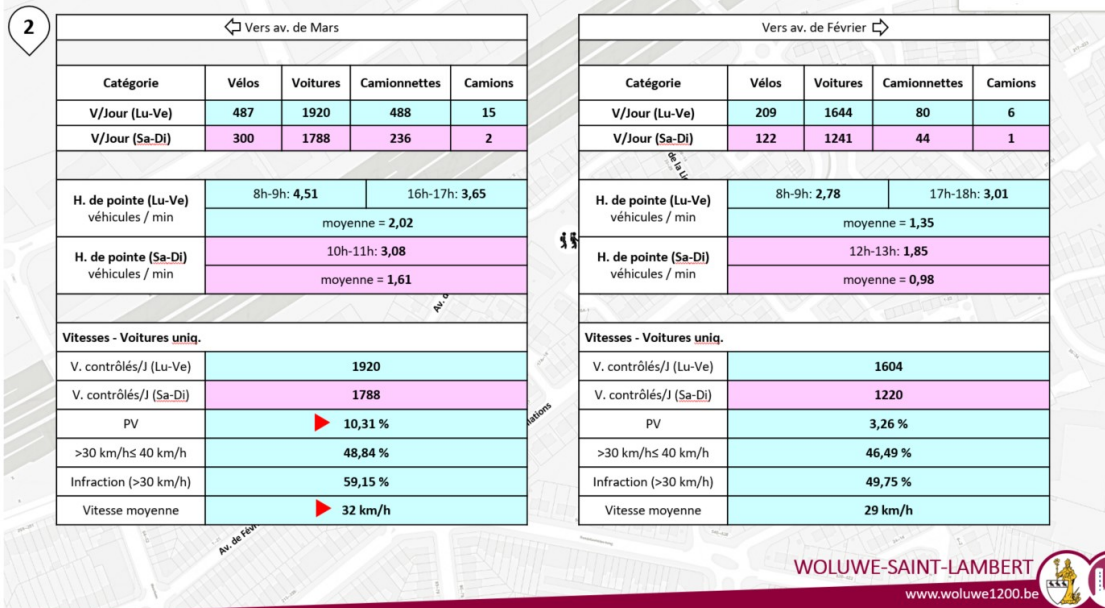 2
Vers av. de Mars
Catégorie Vélos Voitures Camionnettes Camions
V/Jour (Lu-Ve) 487 1920 488 15
V/Jour (Sa-Di) 300 1788 236 2
H. de pointe (Lu-Ve)
véhicules / min
8h-9h: 4,51 16h-17h: 3,65
moyenne = 2,02
H. de pointe (Sa-Di)
véhicules / min
10h-11h: 3,08
moyenne = 1,61
Vitesses - Voitures uniq.
V. contrôlés/J (Lu-Ve) 1920
V. contrôlés/J (Sa-Di) 1788
PV 10,31 %
>30 km/h≤ 40 km/h 48,84 %
Infraction (>30 km/h) 59,15 %
Vitesse moyenne 32 km/h
Vers av. de Février
Catégorie Vélos Voitures Camionnettes Camions
V/Jour (Lu-Ve) 209 1644 80 6
V/Jour (Sa-Di) 122 1241 44 1
H. de pointe (Lu-Ve)
véhicules / min
8h-9h: 2,78 17h-18h: 3,01
moyenne = 1,35
H. de pointe (Sa-Di)
véhicules / min
12h-13h: 1,85
moyenne = 0,98
Vitesses - Voitures uniq.
V. contrôlés/J (Lu-Ve) 1604
V. contrôlés/J (Sa-Di) 1220
PV 3,26 %
>30 km/h≤ 40 km/h 46,49 %
Infraction (>30 km/h) 49,75 %
Vitesse moyenne 29 km/h
de la
Av.
Av. de
WOLUWE-SAINT-LAMBERT
www.woluwe1200.be